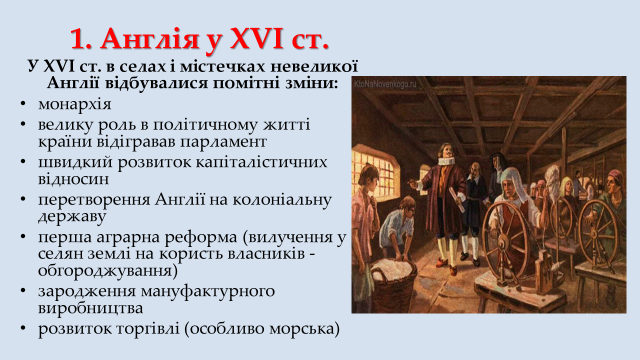 1. Англія у XVI ст.
У XVI ст. в селах і містечках невеликої
Англії відбувалися помітні зміни:
• монархія
• велику роль в політичному житті
країни відігравав парламент
• швидкий розвиток капіталістичних
відносин
• перетворення Англії на колоніальну
державу
• перша аграрна реформа (вилучення у
селян землі на користь власників -
обгороджування)
• зародження мануфактурного
виробництва
• розвиток торгівлі (особливо морська)
KtoNaNovenkogo.ru